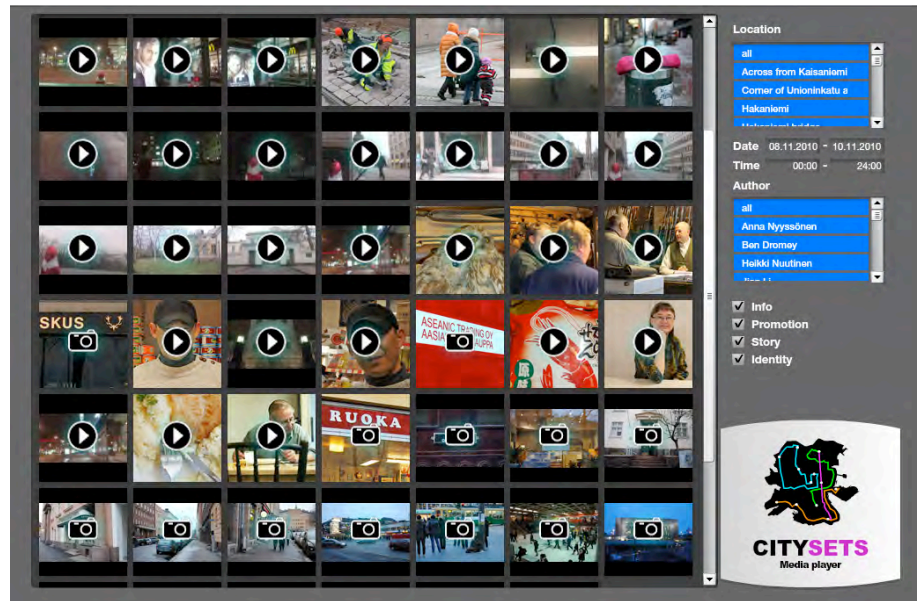 SKUS
ASEANIC TRADING OY
RUOKA
Location
all
Across from Kaisaniemi
Corner of Unioninkatu a
Hakaniemi
Date 08.11.2010 - 10.11.2010
Time 00:00 - 24:00
Author
all
Anna Nyyssönen
Ben Dromey
Heikki Nuutinen
Info
Promotion
Story
Identity
CITYSETS
Media player